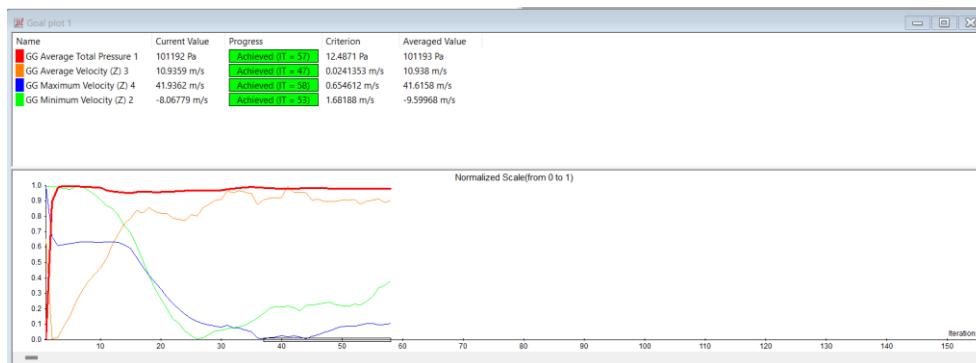 Goal plot 1
Name Current Value Progress Criterion Averaged Value
GG Average Total Pressure 1 101192 Pa Achieved (IT = 57) 12.4871 Pa 101193 Pa
GG Average Velocity (Z) 3 10.9359 m/s Achieved (IT = 47) 0.0241353 m/s 10.938 m/s
GG Maximum Velocity (Z) 4 41.9362 m/s Achieved (IT = 58) 0.654612 m/s 41.6158 m/s
GG Minimum Velocity (Z) 2 -8.06779 m/s Achieved (IT = 53) 1.68188 m/s -9.59968 m/s
Normalized Scale(from 0 to 1)
1.0
0.9
0.8
0.7
0.6
0.5
0.4
0.3
0.2
0.1
0.0
Iteration
10 20 30 40 50 60 70 80 90 100 110 120 130 140 150